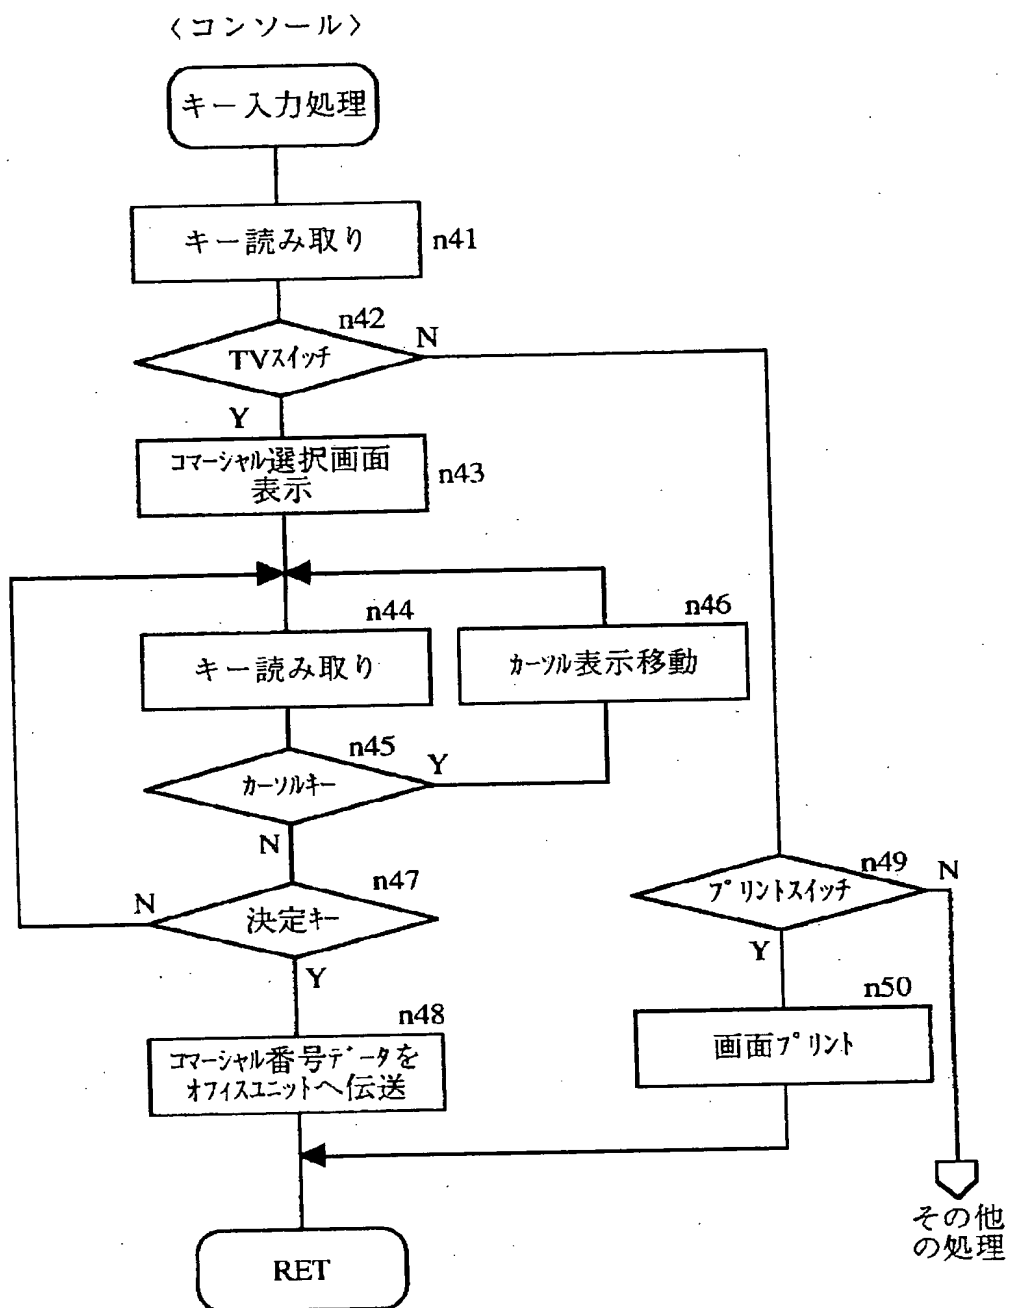 〈コンソール〉
キー入力処理
キー読み取り
n41
n42
N
TVスイッチ
Y
コマーシャル選択画面
表示
n43
n44
n46
キー読み取り
カーソル表示移動
n45
Y
カーソルキー
N
n47
N
決定キー
Y
n49
N
プリントスイッチ
Y
n50
画面プリント
n48
コマーシャル番号データを
オフィスユニットへ伝送
その他
の処理
RET